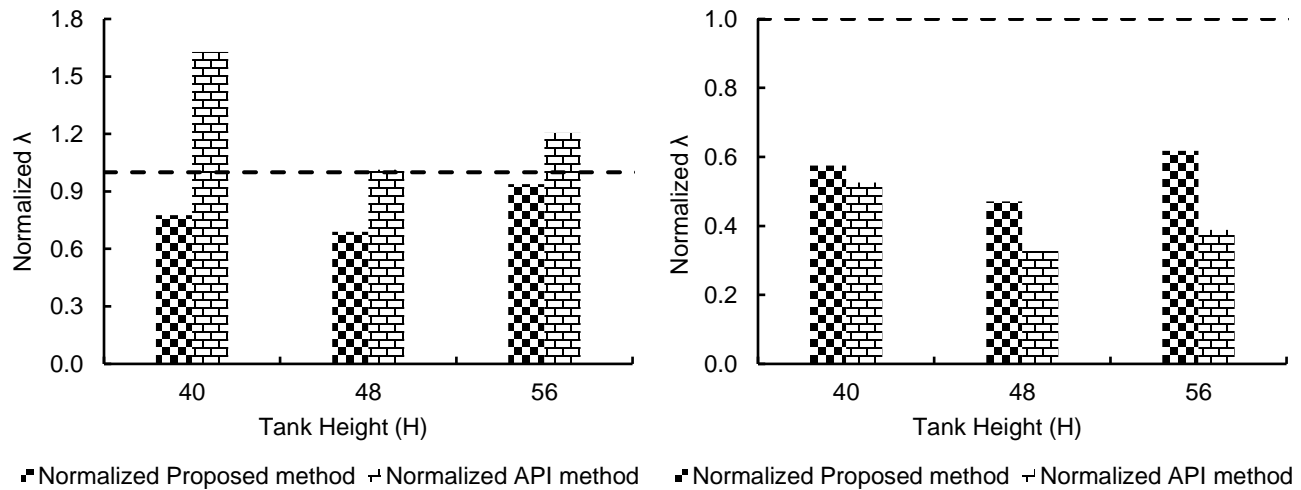 1.8
1.5
1.2
0.9
0.6
0.3
0.0
Normalized λ
40 48 56
Tank Height (H)
Normalized Proposed method Normalized API method
1.0
0.8
0.6
0.4
0.2
0.0
Normalized λ
40 48 56
Tank Height (H)
Normalized Proposed method Normalized API method